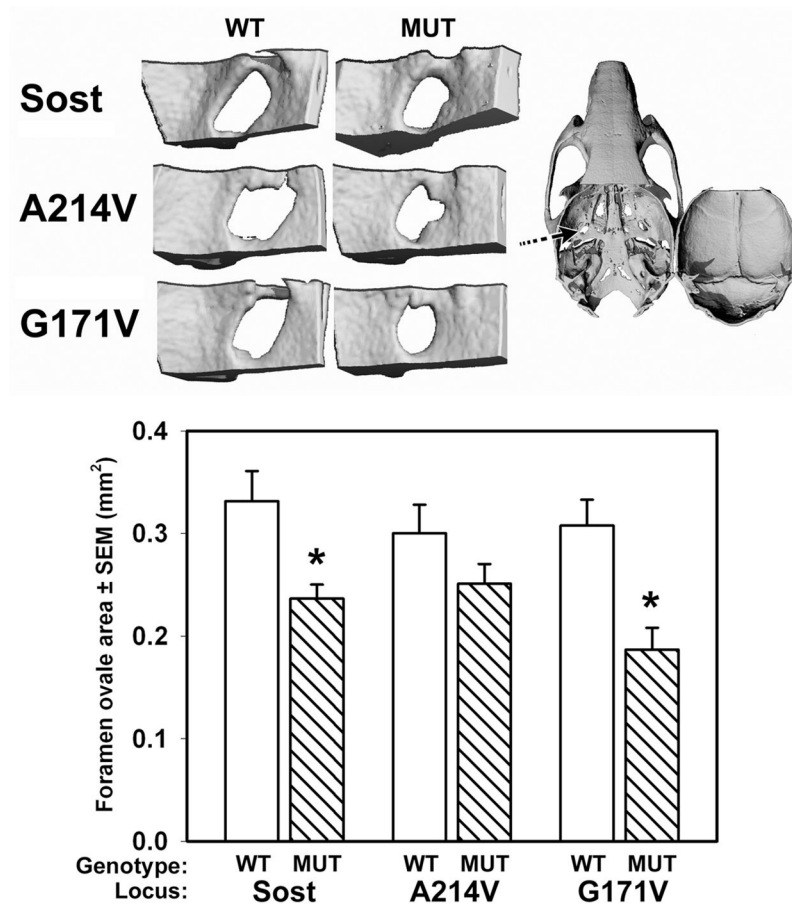 WT MUT
Sost
A214V
G171V
Foramen ovale area ± SEM (mm²)
0.4
0.3
0.2
0.1
0.0
*
*
Genotype: WT MUT WT MUT WT MUT
Locus: Sost A214V G171V